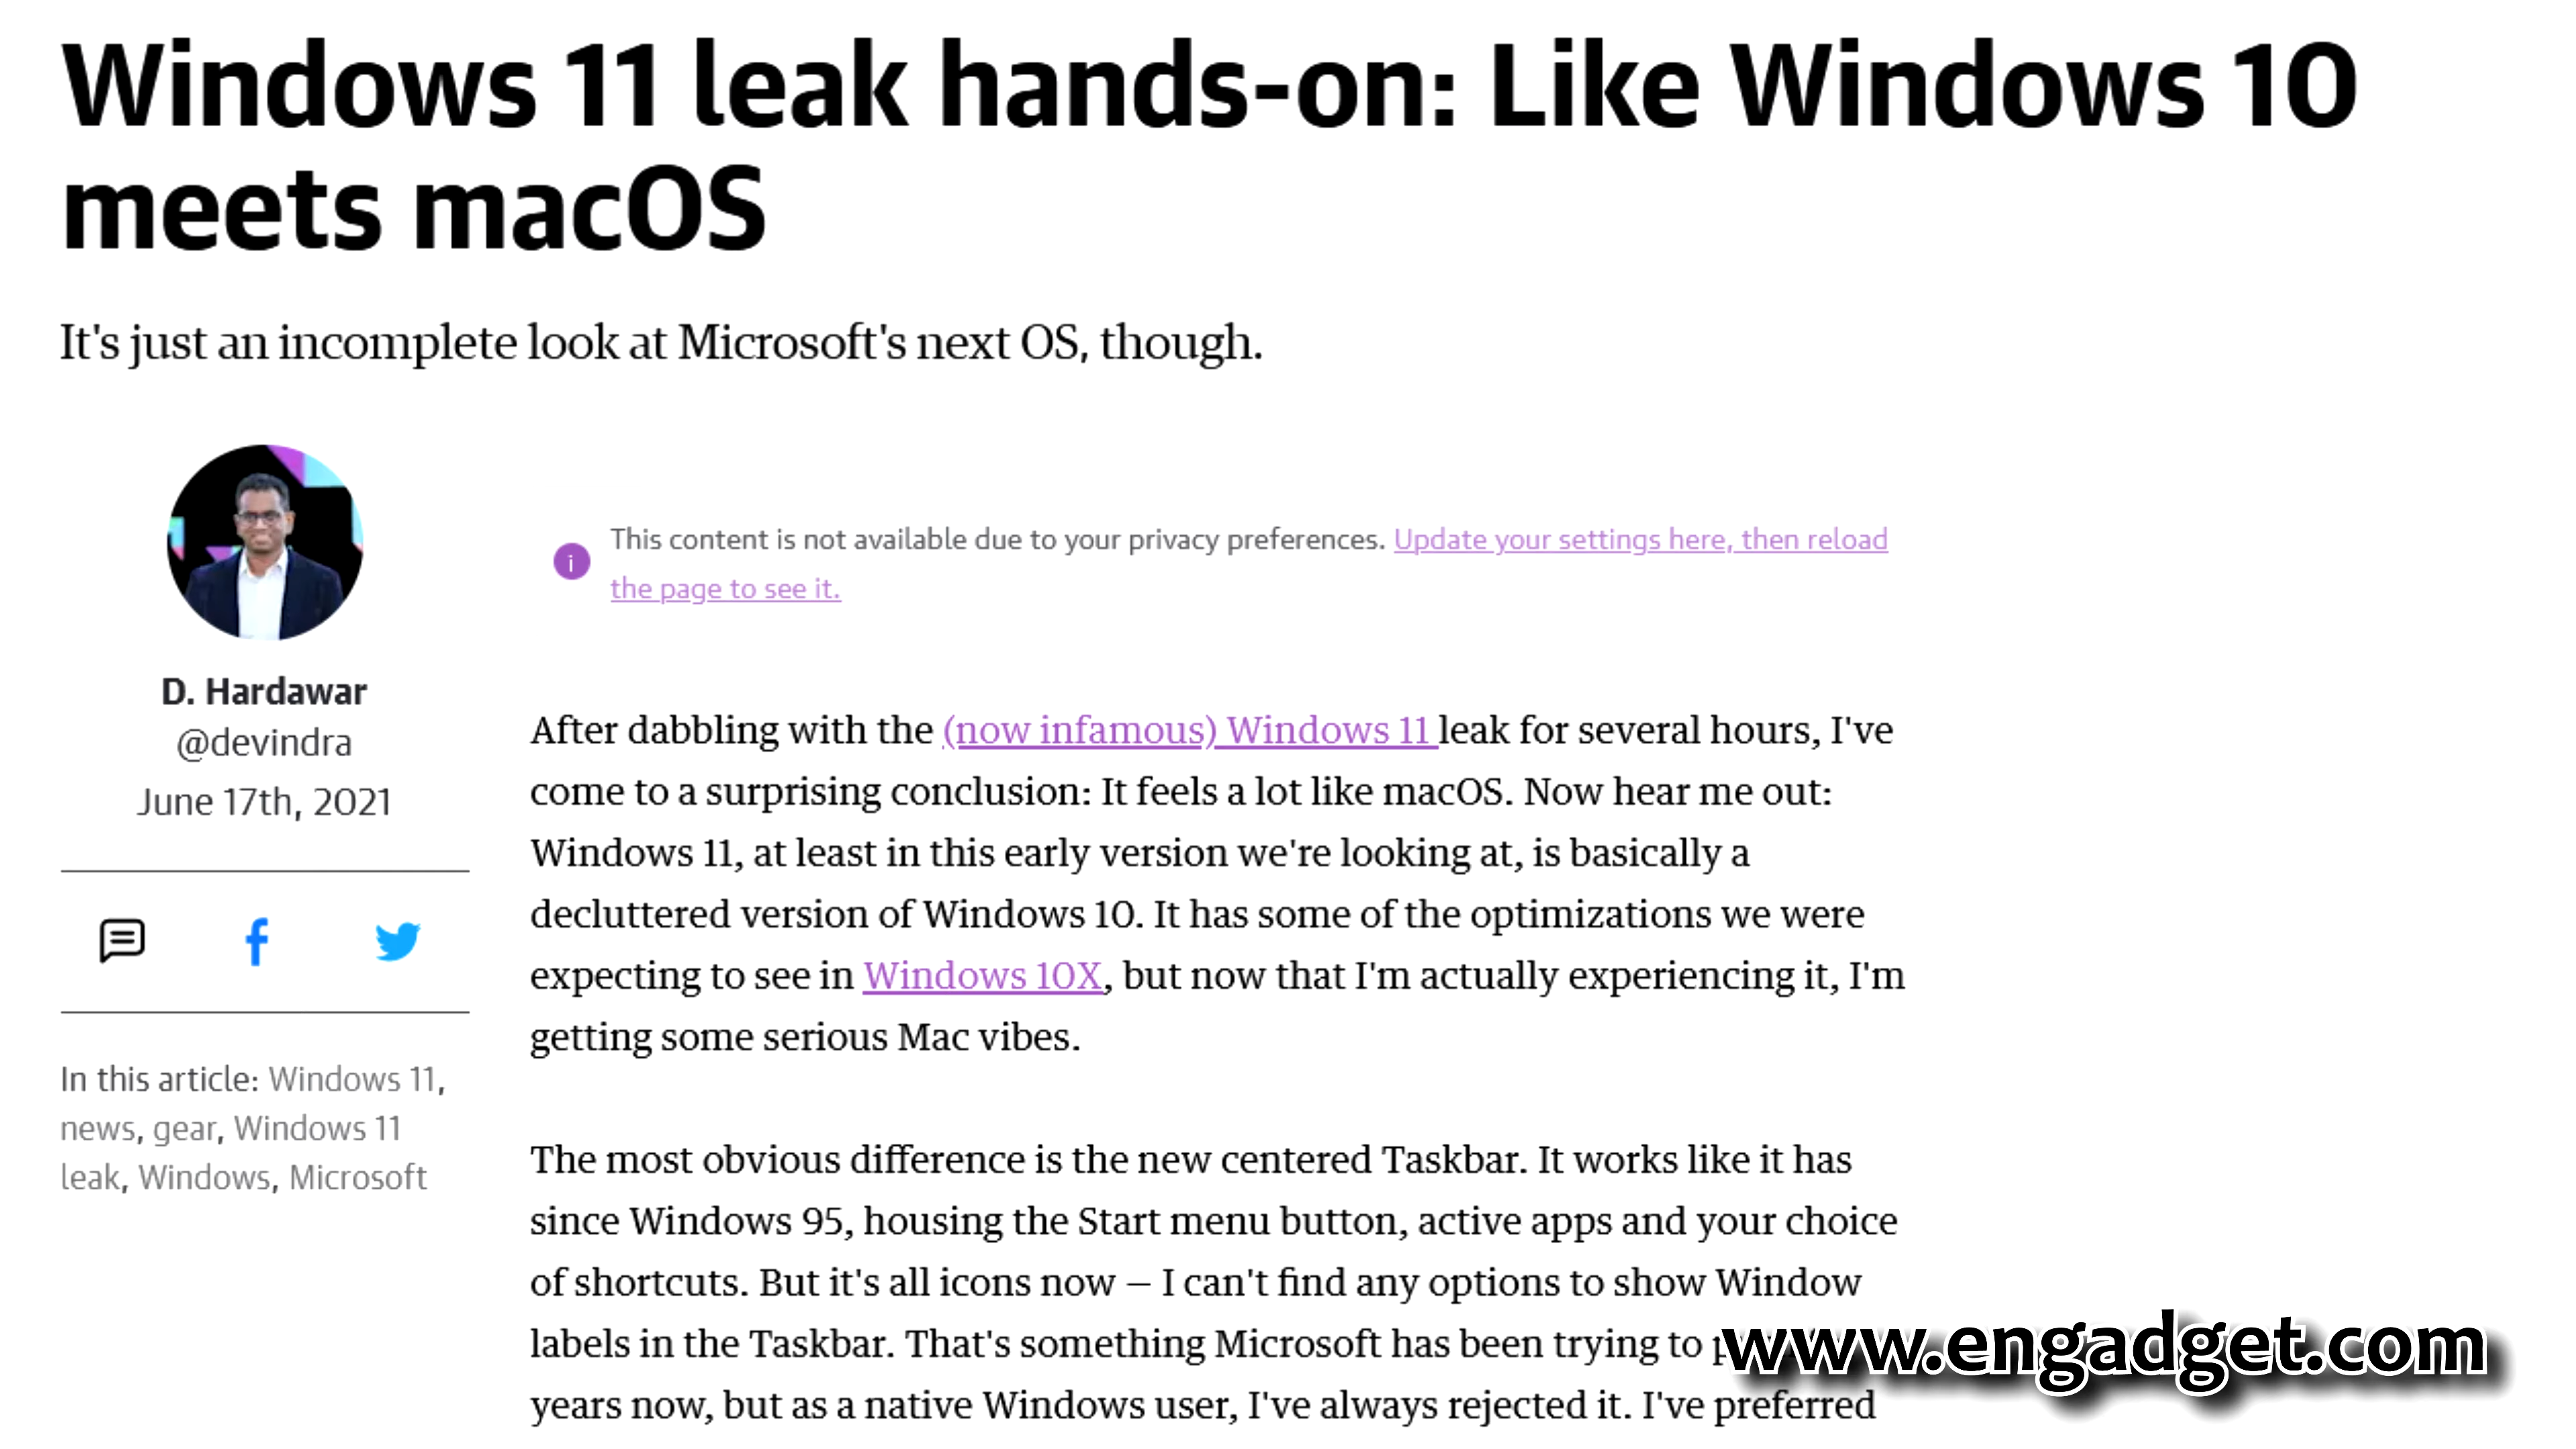 Windows 11 leak hands-on: Like Windows 10
meets macOS
It's just an incomplete look at Microsoft's next OS, though.
D. Hardawar
@devindra
June 17th, 2021
In this article: Windows 11,
news, gear, Windows 11
leak, Windows, Microsoft
This content is not available due to your privacy preferences. Update your settings here, then reload
the page to see it.
After dabbling with the (now infamous) Windows 11 leak for several hours, I've
come to a surprising conclusion: It feels a lot like macOS. Now hear me out:
Windows 11, at least in this early version we're looking at, is basically a
decluttered version of Windows 10. It has some of the optimizations we were
expecting to see in Windows 10X, but now that I'm actually experiencing it, I'm
getting some serious Mac vibes.
The most obvious difference is the new centered Taskbar. It works like it has
since Windows 95, housing the Start menu button, active apps and your choice
of shortcuts. But it's all icons now — I can't find any options to show Window
labels in the Taskbar. That's something Microsoft has been trying to
years now, but as a native Windows user, I've always rejected it. I've preferred
www.engadget.com